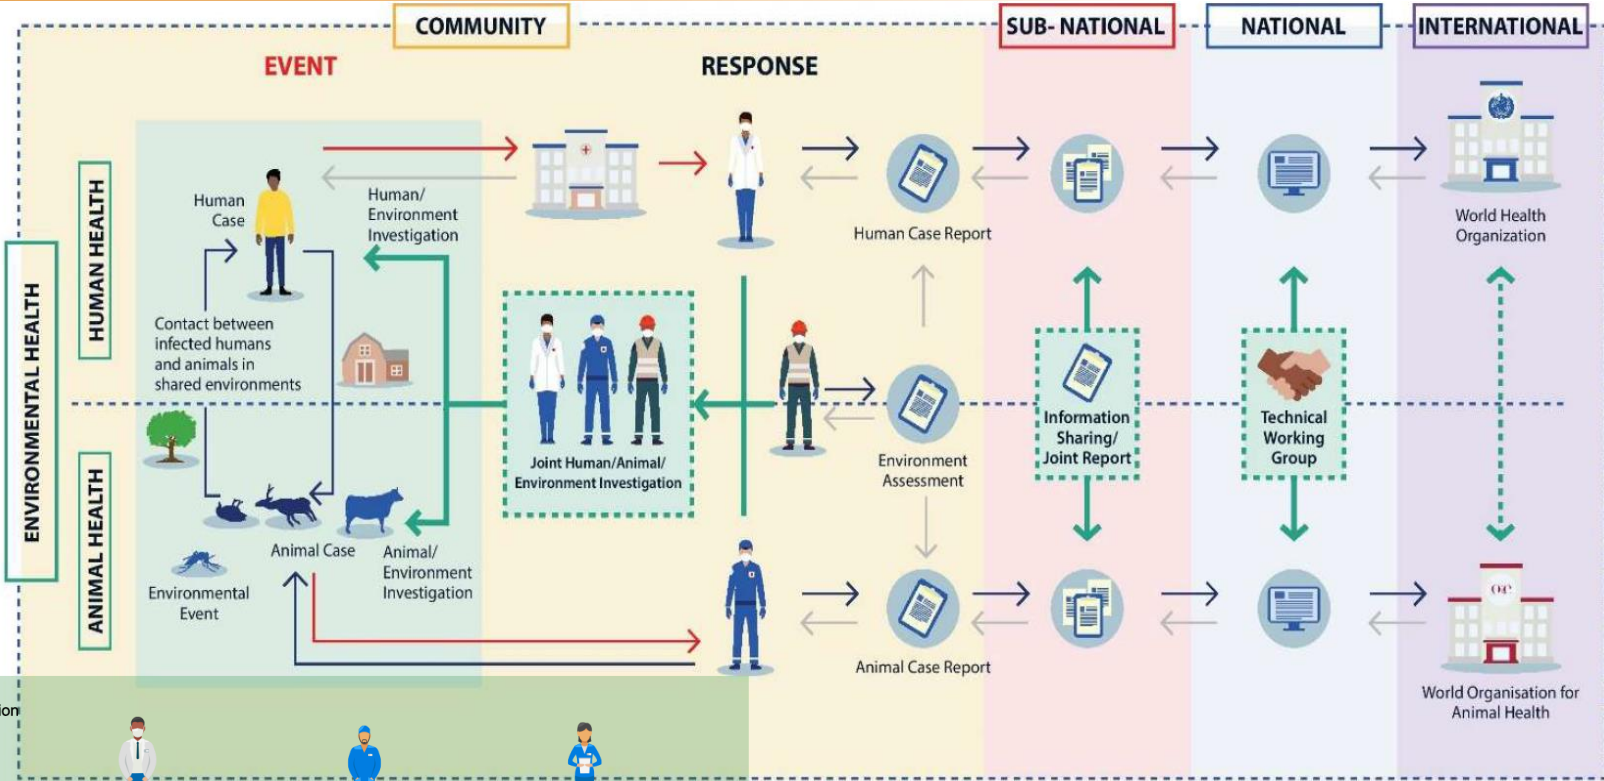 COMMUNITY
SUB- NATIONAL
NATIONAL
INTERNATIONAL
EVENT
RESPONSE
ENVIRONMENTAL HEALTH
HUMAN HEALTH
ANIMAL HEALTH
Human
Case
Human/
Environment
Investigation
Contact between
infected humans
and animals in
shared environments
Human Case Report
World Health
Organization
Joint Human/Animal/
Environment Investigation
Environment
Assessment
Information
Sharing/
Joint Report
Technical
Working
Group
Animal Case
Animal/
Environment
Investigation
Environmental
Event
Animal Case Report
World Organisation for
Animal Health